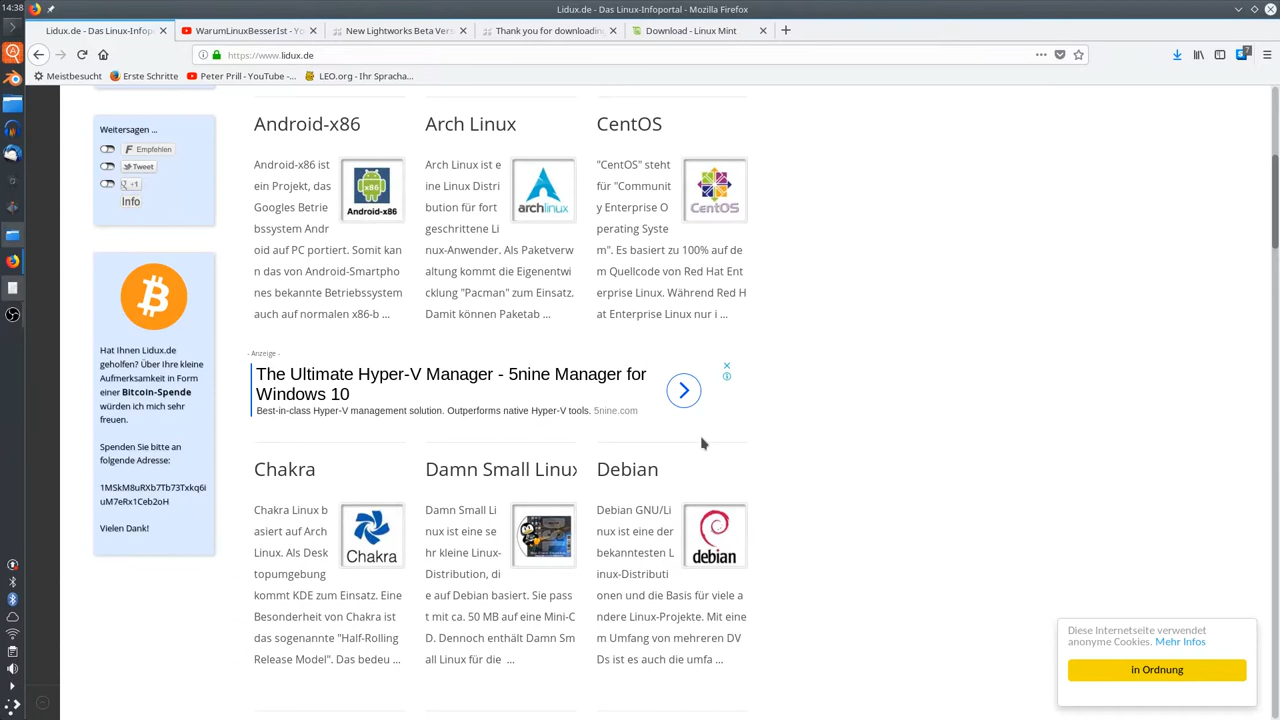 14:38
Lidux.de - Das Linux-Infoportal - Mozilla Firefox
Lidux.de - Das Linux-Infopo
WarumLinuxBesserIst - Yo
New Lightworks Beta Vers
Thank you for downloading
Download - Linux Mint
https://www.lidux.de
7
Meistbesucht
Erste Schritte
Peter Prill - YouTube -...
LEO.org - Ihr Spracha...
Weitersagen ...
Empfehlen
Tweet
+1
Info
Hat Ihnen Lidux.de
geholfen? Über Ihre kleine
Aufmerksamkeit in Form
einer Bitcoin-Spende
würden ich mich sehr
freuen.
Spenden Sie bitte an
folgende Adresse:
1MSkM8uRXb7Tb73Txkq6i
uM7eRx1Ceb2oH
Vielen Dank!
Android-x86
Android-x86 ist
ein Projekt, das
Googles Betrie
bssystem Andr
oid auf PC portiert. Somit kan
n das von Android-Smartpho
nes bekannte Betriebssystem
auch auf normalen x86-b ...
x86
Android-x86
Arch Linux
Arch Linux ist e
ine Linux Distri
bution für fort
geschrittene Li
nux-Anwender. Als Paketverw
altung kommt die Eigenentwi
cklung "Pacman" zum Einsatz.
Damit können Paketab ...
archlinux
CentOS
"CentOS" steht
für "Communit
y Enterprise O
perating Syste
m". Es basiert zu 100% auf de
m Quellcode von Red Hat Ent
erprise Linux. Während Red H
at Enterprise Linux nur i ...
CentOS
- Anzeige -
The Ultimate Hyper-V Manager - 5nine Manager for
Windows 10
Best-in-class Hyper-V management solution. Outperforms native Hyper-V tools. 5nine.com
Chakra
Chakra Linux b
asiert auf Arch
Linux. Als Desk
topumgebung
kommt KDE zum Einsatz. Eine
Besonderheit von Chakra ist
das sogenannte "Half-Rolling
Release Model". Das bedeu ...
Chakra
Damn Small Linux
Damn Small Li
nux ist eine se
hr kleine Linux-
Distribution, di
e auf Debian basiert. Sie pass
t mit ca. 50 MB auf eine Mini-C
D. Dennoch enthält Damn Sm
all Linux für die ...
Debian
Debian GNU/Li
nux ist eine der
bekanntesten L
inux-Distributi
onen und die Basis für viele a
ndere Linux-Projekte. Mit eine
m Umfang von mehreren DV
Ds ist es auch die umfa ...
debian
Diese Internetseite verwendet
anonyme Cookies. Mehr Infos
in Ordnung